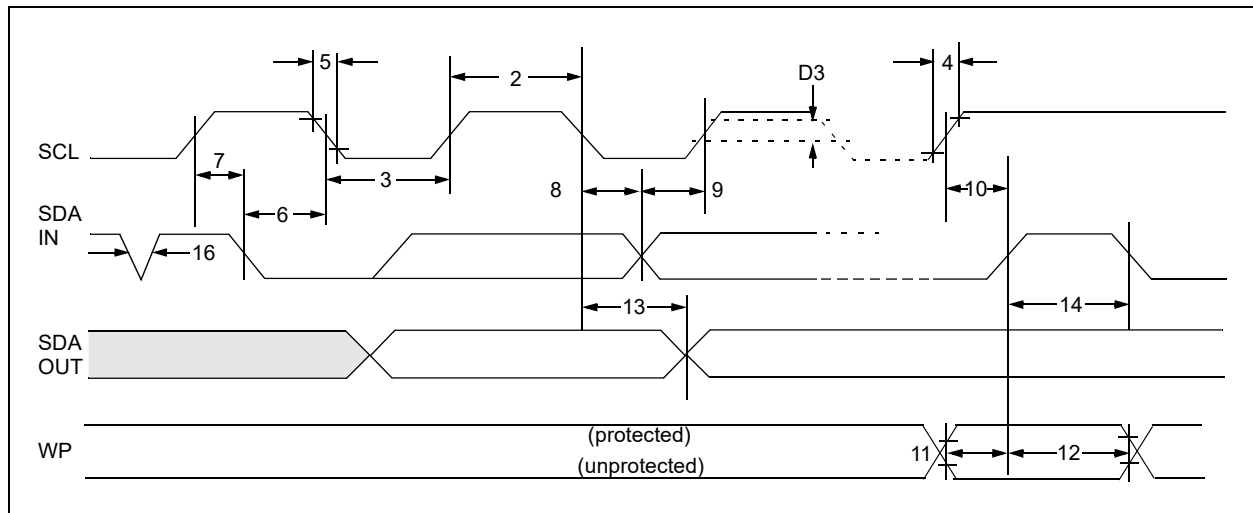 5
2
D3
4
SCL
7
3
8
9
10
SDA
IN
6
16
13
14
SDA
OUT
WP
(protected)
(unprotected)
11
12